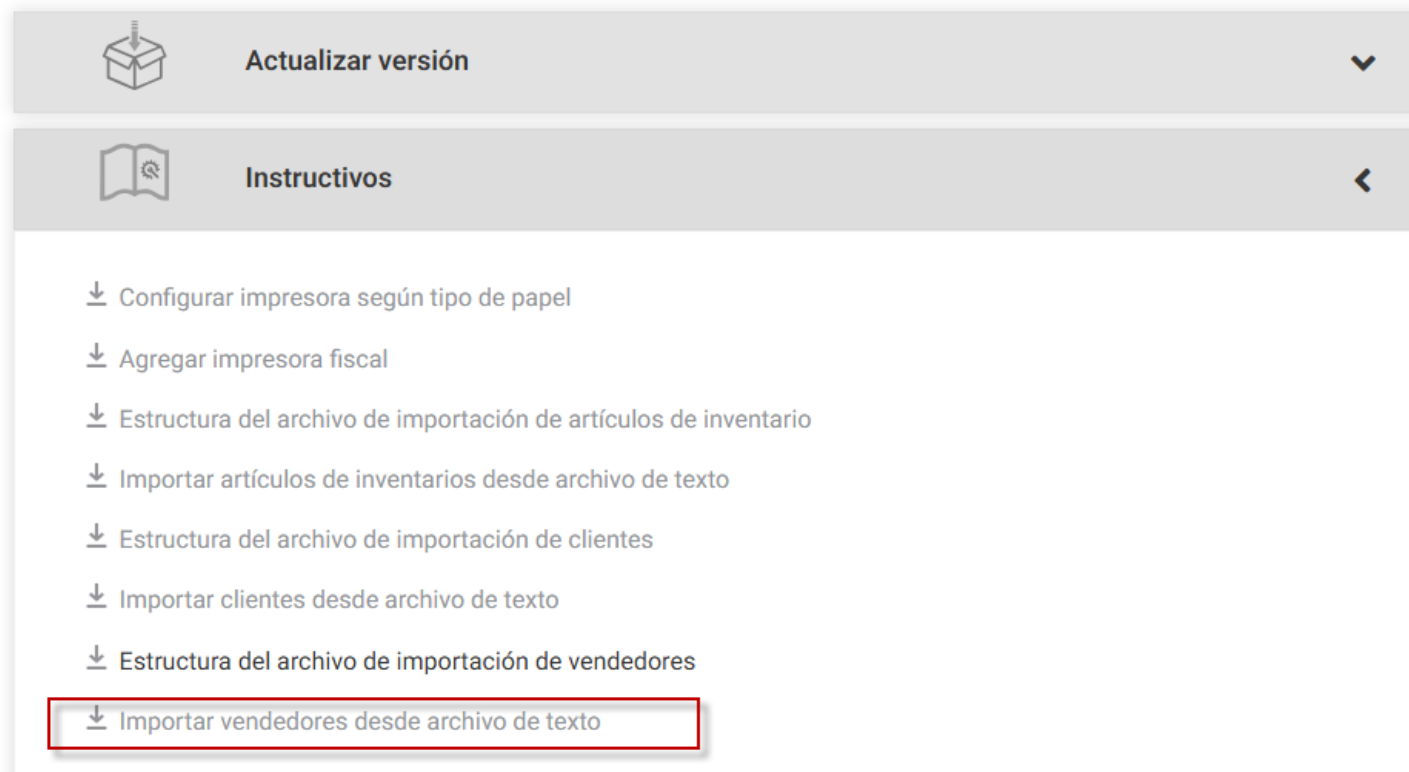 Actualizar versión
Instructivos
Configurar impresora según tipo de papel
Agregar impresora fiscal
Estructura del archivo de importación de artículos de inventario
Importar artículos de inventarios desde archivo de texto
Estructura del archivo de importación de clientes
Importar clientes desde archivo de texto
Estructura del archivo de importación de vendedores
Importar vendedores desde archivo de texto